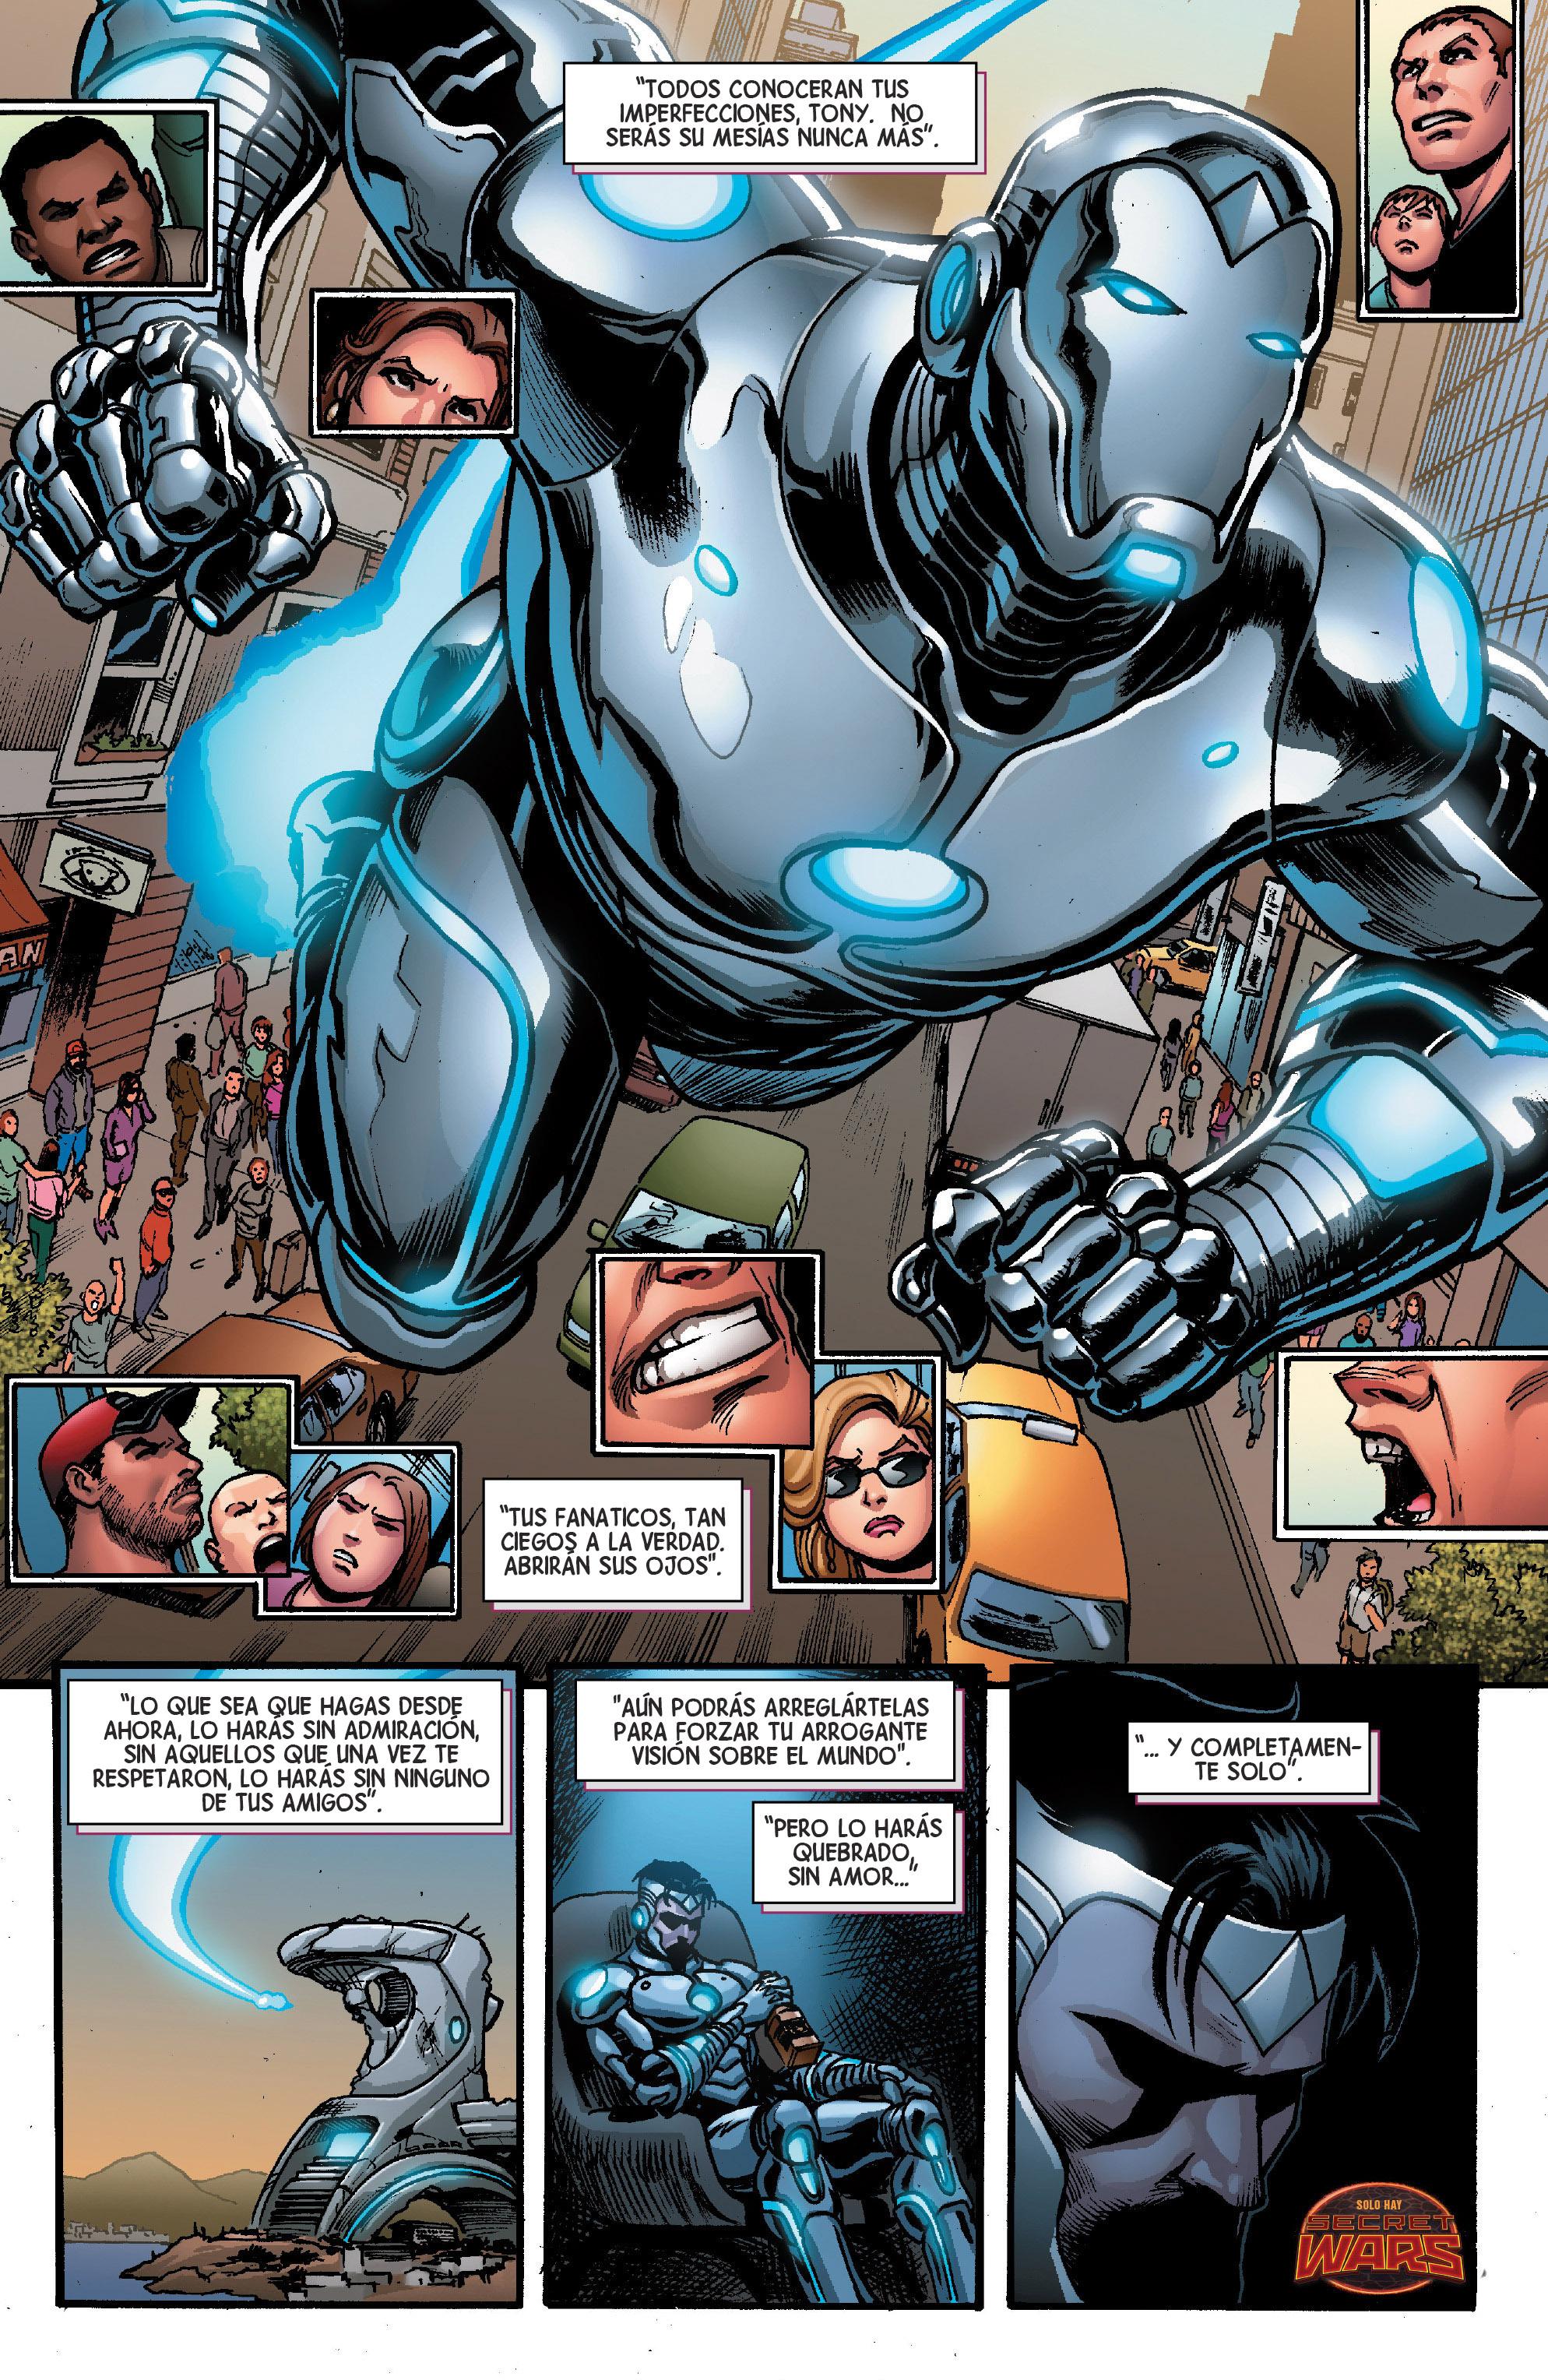 "TODOS CONOCERAN TUS
IMPERFECCIONES, TONY. NO
SERÁS SU MESÍAS NUNCA MÁS".
AN
"TUS FANATICOS, TAN
CIEGOS A LA VERDAD.
ABRIRÁN SUS OJOS".
"LO QUE SEA QUE HAGAS DESDE
AHORA, LO HARÁS SIN ADMIRACIÓN,
SIN AQUELLOS QUE UNA VEZ TE
RESPETARON, LO HARÁS SIN NINGUNO
DE TUS AMIGOS".
"AÚN PODRÁS ARREGLÁRTELAS
PARA FORZAR TU ARROGANTE
VISIÓN SOBRE EL MUNDO".
"PERO LO HARÁS
QUEBRADO,
SIN AMOR..."
"... Y COMPLETAMEN-
TE SOLO".
SOLO HAY
SECRET
WARS